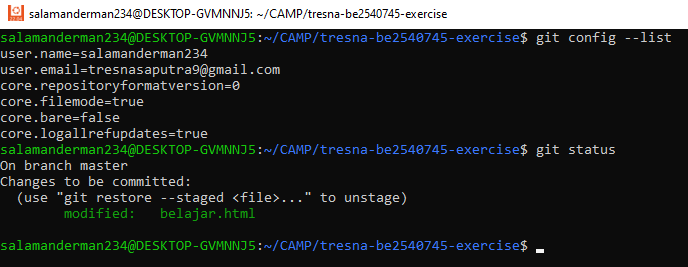 salamanderman234@DESKTOP-GVMNNJ5: ~/CAMP/tresna-be2540745-exercise
salamanderman234@DESKTOP-GVMNNJ5:~/CAMP/tresna-be2540745-exercise$ git config --list
user.name=salamanderman234
user.email=tresnasaputra9@gmail.com
core.repositoryformatversion=0
core.filemode=true
core.bare=false
core.logallrefupdates=true
salamanderman234@DESKTOP-GVMNNJ5:~/CAMP/tresna-be2540745-exercise$ git status
On branch master
Changes to be committed:
  (use "git restore --staged <file>..." to unstage)
        modified:   belajar.html

salamanderman234@DESKTOP-GVMNNJ5:~/CAMP/tresna-be2540745-exercise$